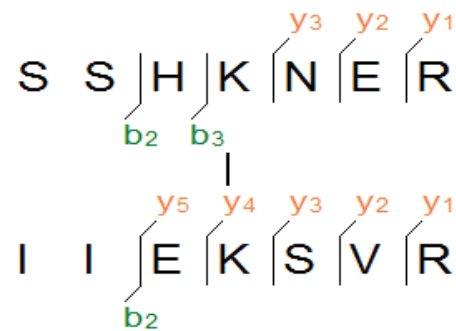 y3 y2 y1
S S H K N E R
b2 b3
y5 y4 y3 y2 y1
I I E K S V R
b2